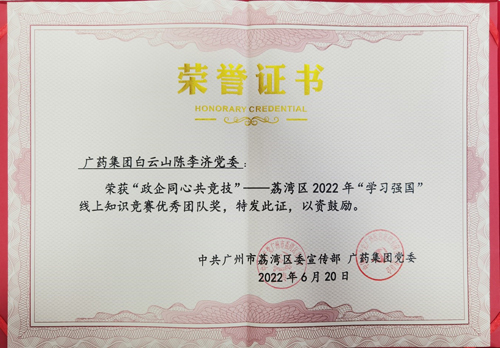 荣誉证书
HONORARY CREDENTIAL
广药集团白云山陈李济党委：
荣获“政企同心共竞技”——荔湾区2022年“学习强国”
线上知识竞赛优秀团队奖，特发此证，以资鼓励。
中共广州市荔湾区委宣传部 广药集团党委
2022年6月20日